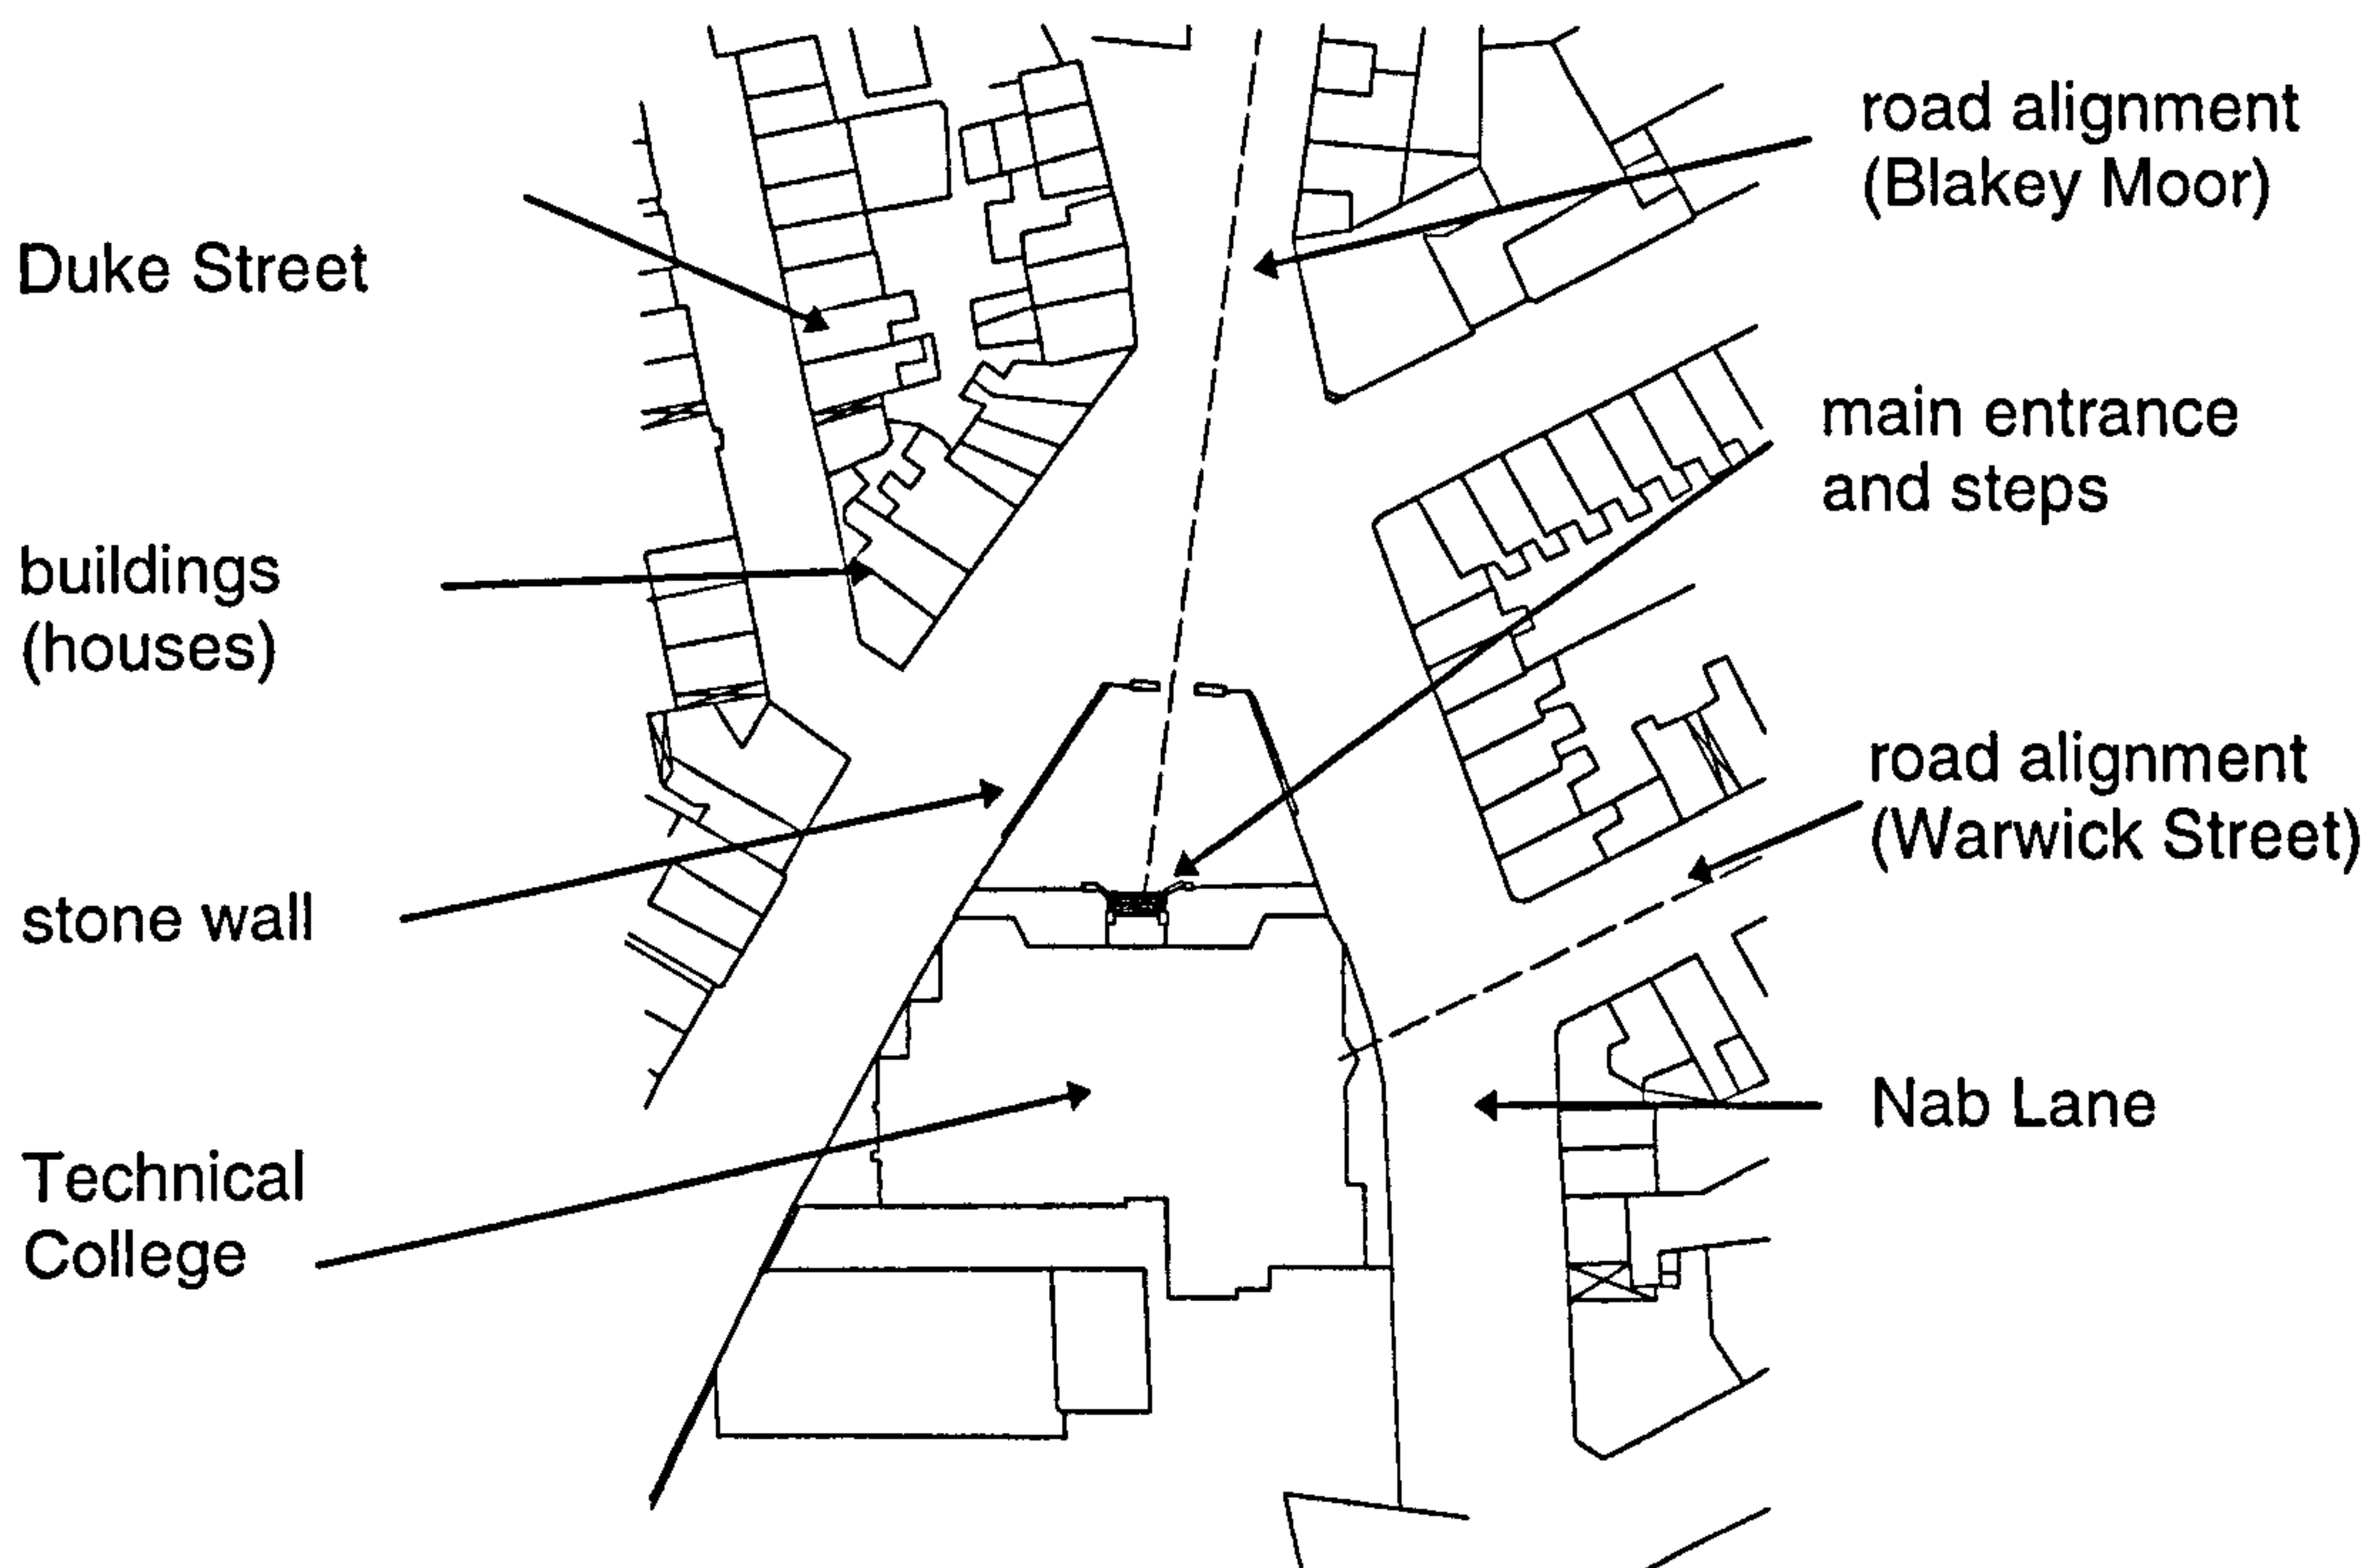 Duke Street
buildings
(houses)
stone wall
Technical
College
road alignment
(Blakey Moor)
main entrance
and steps
road alignment
(Warwick Street)
Nab Lane